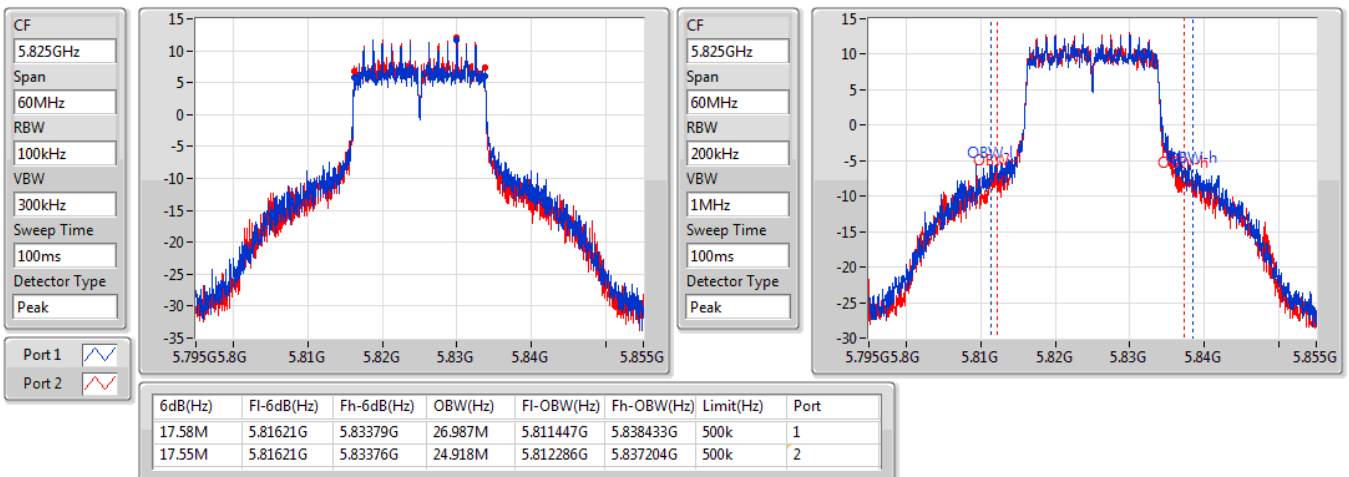 CF
5.825GHz
Span
60MHz
RBW
100kHz
VBW
300kHz
Sweep Time
100ms
Detector Type
Peak
Port 1
Port 2
15
10
5
0
-5
-10
-15
-20
-25
-30
-35
5.795G 5.8G 5.81G 5.82G 5.83G 5.84G 5.855G
CF
5.825GHz
Span
60MHz
RBW
200kHz
VBW
1MHz
Sweep Time
100ms
Detector Type
Peak
15
10
5
0
-5
-10
-15
-20
-25
-30
OBW-l
OBW-h
5.795G 5.8G 5.81G 5.82G 5.83G 5.84G 5.855G
6dB(Hz) Fl-6dB(Hz) Fh-6dB(Hz) OBW(Hz) Fl-OBW(Hz) Fh-OBW(Hz) Limit(Hz) Port
17.58M 5.81621G 5.83379G 26.987M 5.811447G 5.838433G 500k 1
17.55M 5.81621G 5.83376G 24.918M 5.812286G 5.837204G 500k 2